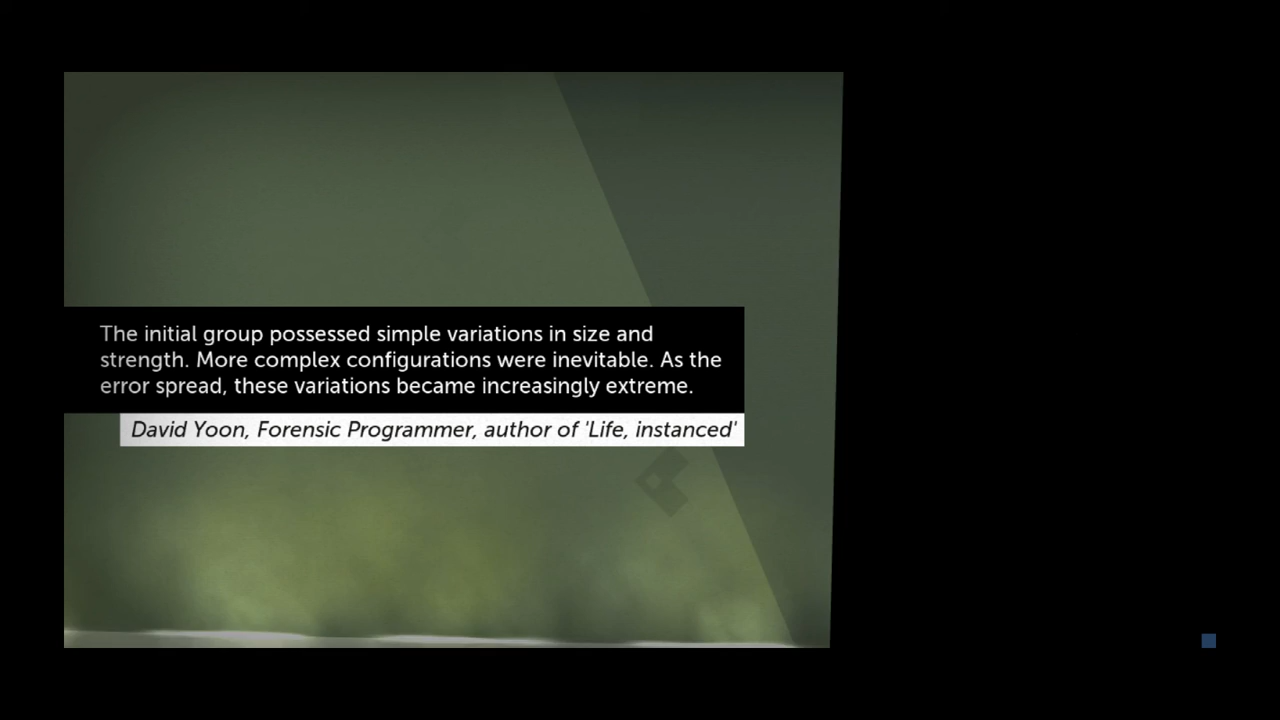 The initial group possessed simple variations in size and
strength. More complex configurations were inevitable. As the
error spread, these variations became increasingly extreme.
David Yoon, Forensic Programmer, author of 'Life, instanced'